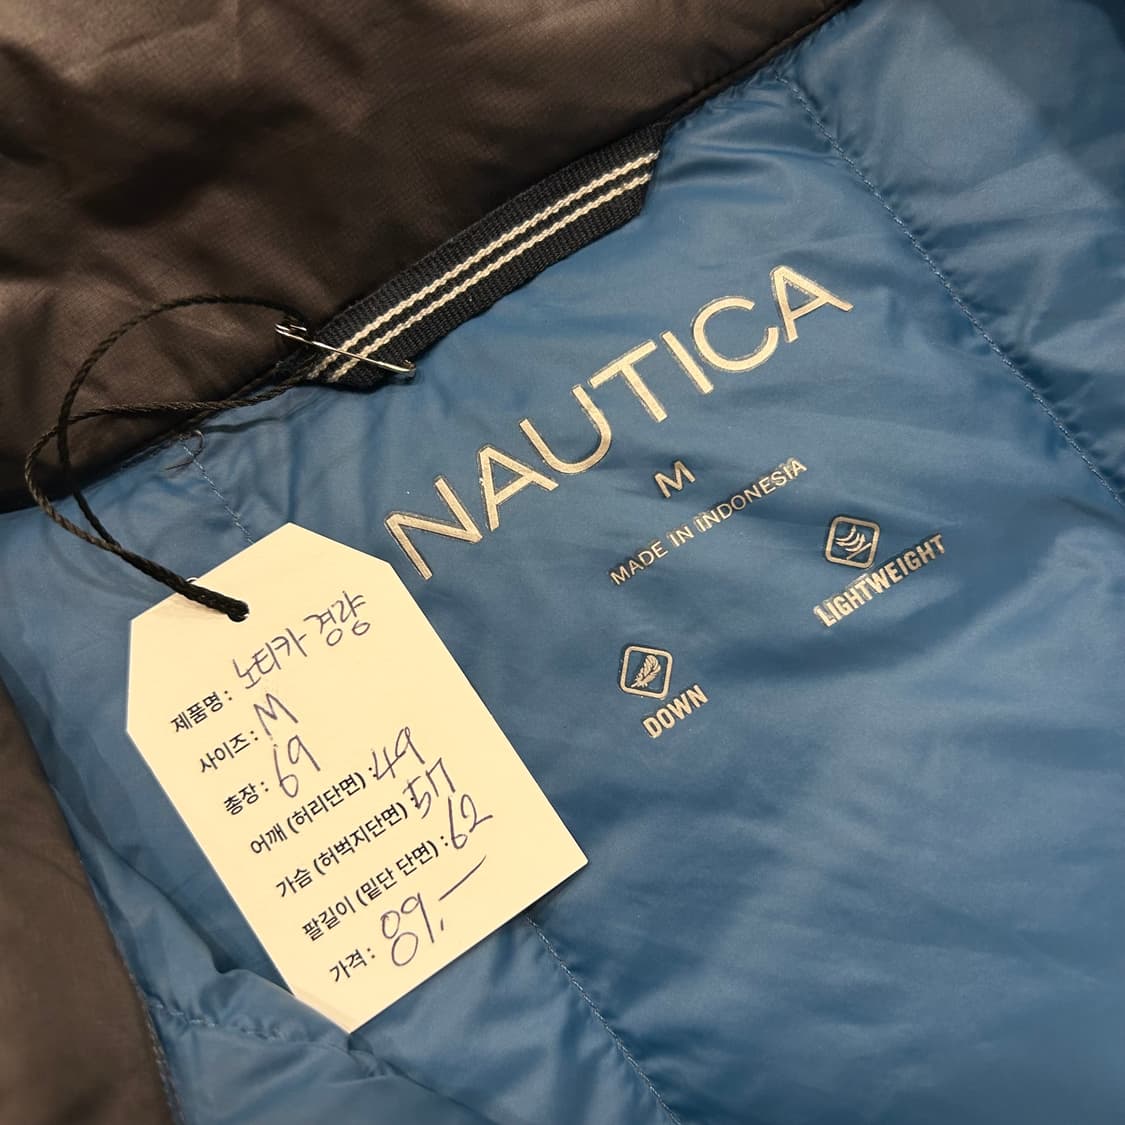 NAUTICA
M
MADE IN INDONESIA
LIGHTWEIGHT
DOWN
제품명: 노티카 경량
사이즈: M
총장: 69
어깨 (허리단면) : 49
가슴 (허벅지단면) 57
팔길이 (밑단 단면) : 62
가격: 89,—